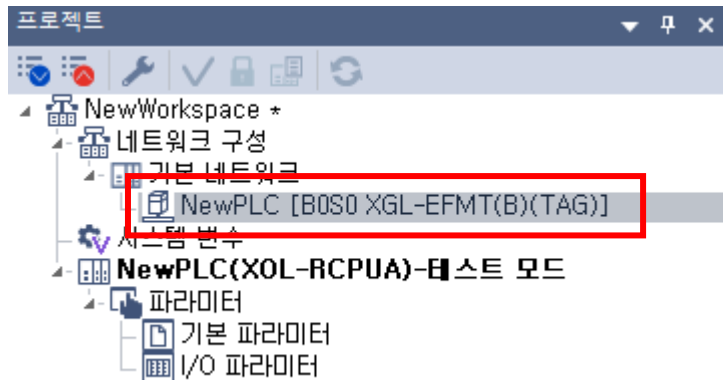 프로젝트
NewWorkspace *
네트워크 구성
기본 네트워크
NewPLC [B0S0 XGL-EFMT(B)(TAG)]
시스템 변수
NewPLC(XOL-RCPUA)-테스트 모드
파라미터
기본 파라미터
I/O 파라미터